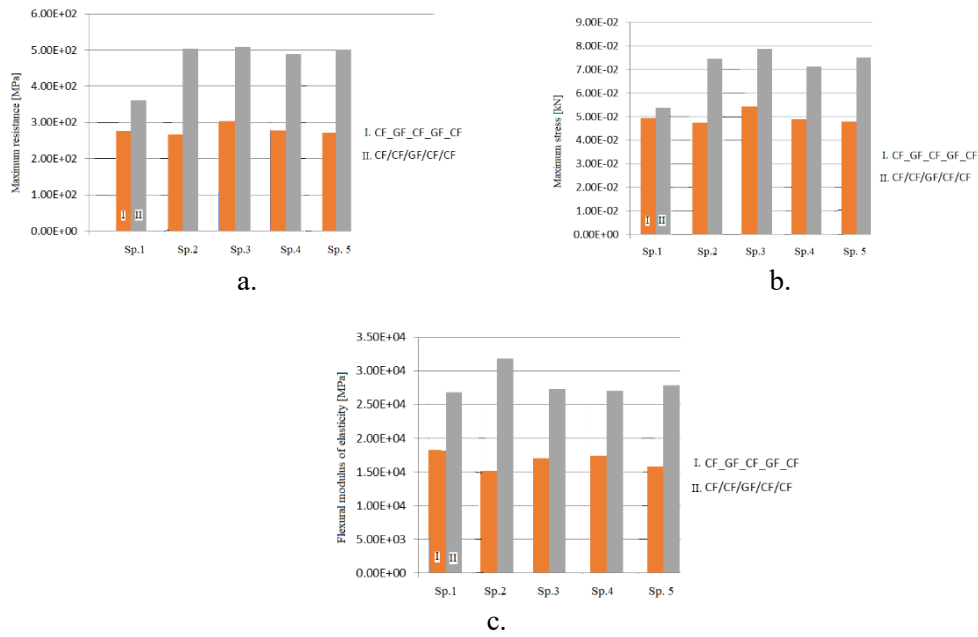 Maximum resistance [MPa]
6.00E+02
5.00E+02
4.00E+02
3.00E+02
2.00E+02
1.00E+02
0.00E+00
I II
Sp.1 Sp.2 Sp.3 Sp.4 Sp. 5
I. CF_GF_CF_GF_CF
II. CF/CF/GF/CF/CF
a.
Maximum stress [kN]
9.00E-02
8.00E-02
7.00E-02
6.00E-02
5.00E-02
4.00E-02
3.00E-02
2.00E-02
1.00E-02
0.00E+00
I II
Sp.1 Sp.2 Sp.3 Sp.4 Sp. 5
I. CF_GF_CF_GF_CF
II. CF/CF/GF/CF/CF
b.
Flexural modulus of elasticity [MPa]
3.50E+04
3.00E+04
2.50E+04
2.00E+04
1.50E+04
1.00E+04
5.00E+03
0.00E+00
I II
Sp.1 Sp.2 Sp.3 Sp.4 Sp. 5
I. CF_GF_CF_GF_CF
II. CF/CF/GF/CF/CF
c.